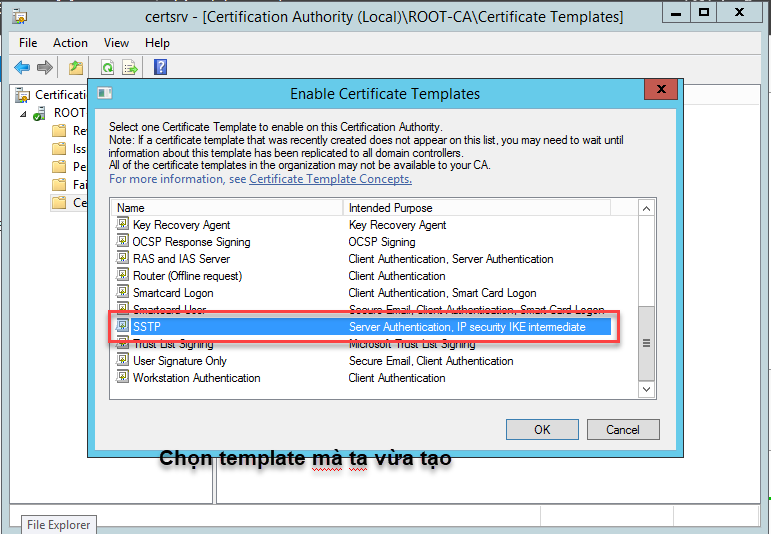 certsrv - [Certification Authority (Local)\ROOT-CA\Certificate Templates]
File Action View Help
Certification
ROOT
Re
Iss
Pe
Fai
Ce
Enable Certificate Templates
Select one Certificate Template to enable on this Certification Authority.
Note: If a certificate template that was recently created does not appear on this list, you may need to wait until
information about this template has been replicated to all domain controllers.
All of the certificate templates in the organization may not be available to your CA.
For more information, see Certificate Template Concepts.
Name Intended Purpose
Key Recovery Agent Key Recovery Agent
OCSP Response Signing OCSP Signing
RAS and IAS Server Client Authentication, Server Authentication
Router (Offline request) Client Authentication
Smartcard Logon Client Authentication, Smart Card Logon
Smartcard User Secure Email, Client Authentication, Smart Card Logon
SSTP Server Authentication, IP security IKE intermediate
Trust List Signing Microsoft Trust List Signing
User Signature Only Secure Email, Client Authentication
Workstation Authentication Client Authentication
OK Cancel
Chọn template mà ta vừa tạo
File Explorer